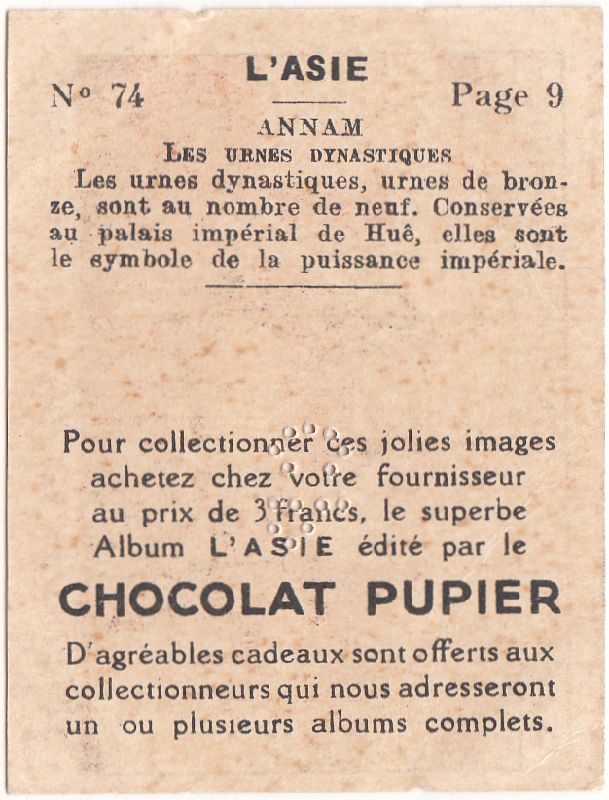 L'ASIE
Nº 74 Page 9
ANNAM
LES URNES DYNASTIQUES
Les urnes dynastiques, urnes de bron-
ze, sont au nombre de neuf. Conservées
au palais impérial de Huê, elles sont
le symbole de la puissance impériale.
Pour collectionner ces jolies images
achetez chez votre fournisseur
au prix de 3 francs, le superbe
Album L'ASIE édité par le
CHOCOLAT PUPIER
D'agréables cadeaux sont offerts aux
collectionneurs qui nous adresseront
un ou plusieurs albums complets.